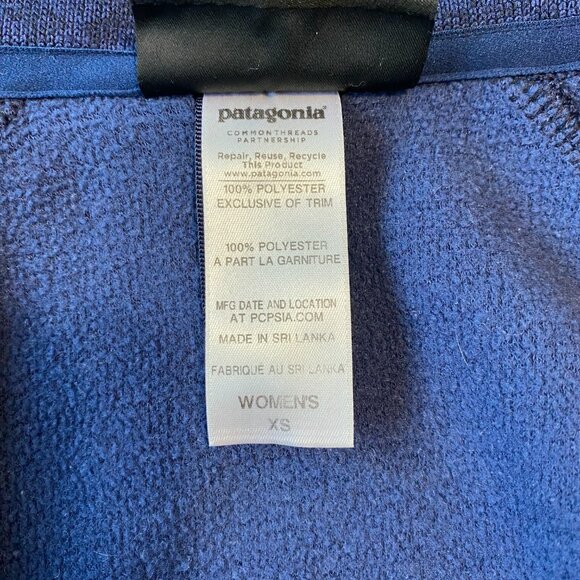 patagonia®
COMMONTHREADS
PARTNERSHIP
Repair, Reuse, Recycle
This Product
www.patagonia.com
100% POLYESTER
EXCLUSIVE OF TRIM
100% POLYESTER
A PART LA GARNITURE
MFG DATE AND LOCATION
AT PCPSIA.COM
MADE IN SRI LANKA
FABRIQUÉ AU SRI LANKA
WOMEN'S
XS